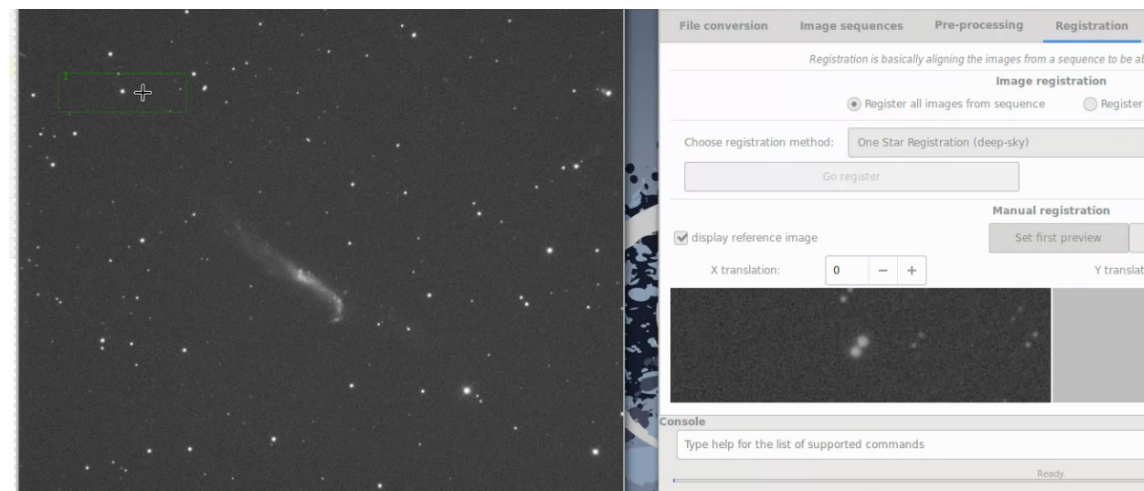 File conversion Image sequences Pre-processing Registration
Registration is basically aligning the images from a sequence to be
Image registration
Register all images from sequence Register
Choose registration method: One Star Registration (deep-sky)
Go register
Manual registration
display reference image Set first preview
X translation: 0 − + Y translat
Console
Type help for the list of supported commands
Ready.
1